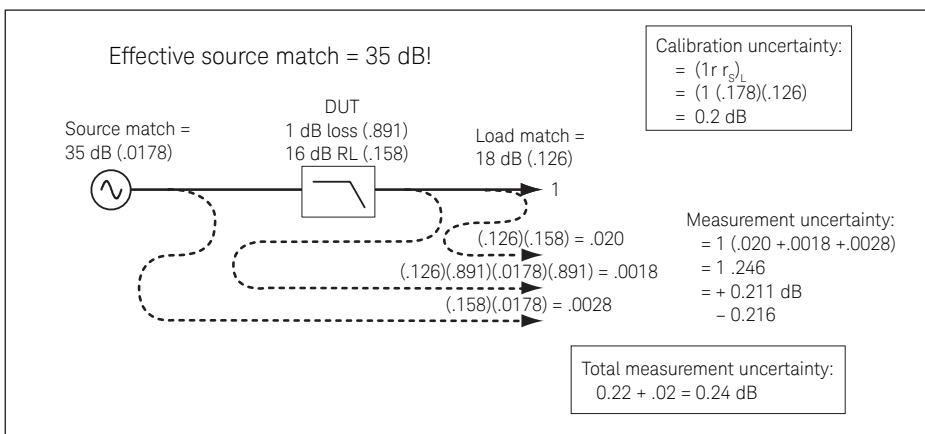 Effective source match = 35 dB!
Calibration uncertainty:
= (1r r_S)_L
= (1 (.178)(.126)
= 0.2 dB
DUT
1 dB loss (.891)
16 dB RL (.158)
Source match =
35 dB (.0178)
Load match =
18 dB (.126)
1
(.126)(.158) = .020
(.126)(.891)(.0178)(.891) = .0018
(.158)(.0178) = .0028
Measurement uncertainty:
= 1 (.020 +.0018 +.0028)
= 1 .246
= + 0.211 dB
– 0.216
Total measurement uncertainty:
0.22 + .02 = 0.24 dB